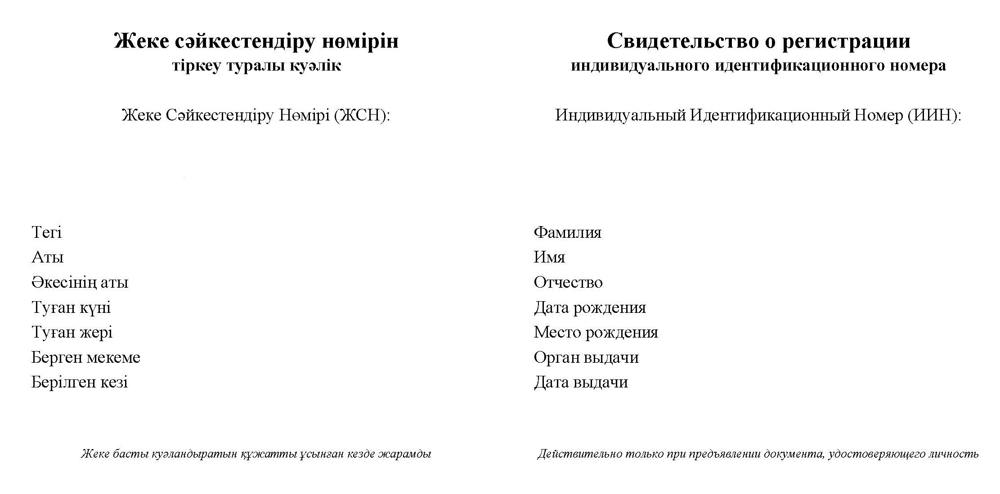 Жеке сәйкестендіру нөмірін
тіркеу туралы куәлік
Жеке Сәйкестендіру Нөмірі (ЖСН):
Тегі
Аты
Әкесінің аты
Туған күні
Туған жері
Берген мекеме
Берілген кезі
Жеке басты куәландыратын құжатты ұсынған кезде жарамды
Свидетельство о регистрации
индивидуального идентификационного номера
Индивидуальный Идентификационный Номер (ИИН):
Фамилия
Имя
Отчество
Дата рождения
Место рождения
Орган выдачи
Дата выдачи
Действительно только при предъявлении документа, удостоверяющего личность